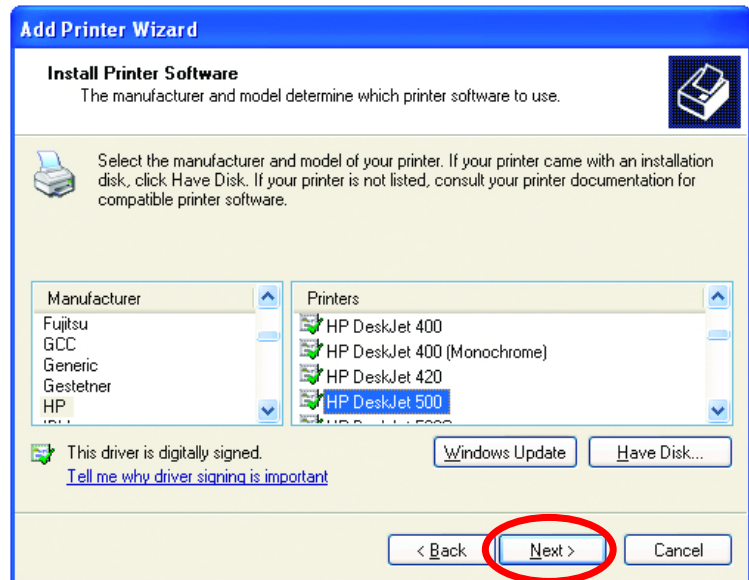 Add Printer Wizard
Install Printer Software
The manufacturer and model determine which printer software to use.
Select the manufacturer and model of your printer. If your printer came with an installation
disk, click Have Disk. If your printer is not listed, consult your printer documentation for
compatible printer software.
Manufacturer
Fujitsu
GCC
Generic
Gestetner
HP
Printers
HP DeskJet 400
HP DeskJet 400 (Monochrome)
HP DeskJet 420
HP DeskJet 500
This driver is digitally signed.
Tell me why driver signing is important
Windows Update
Have Disk...
< Back
Next >
Cancel